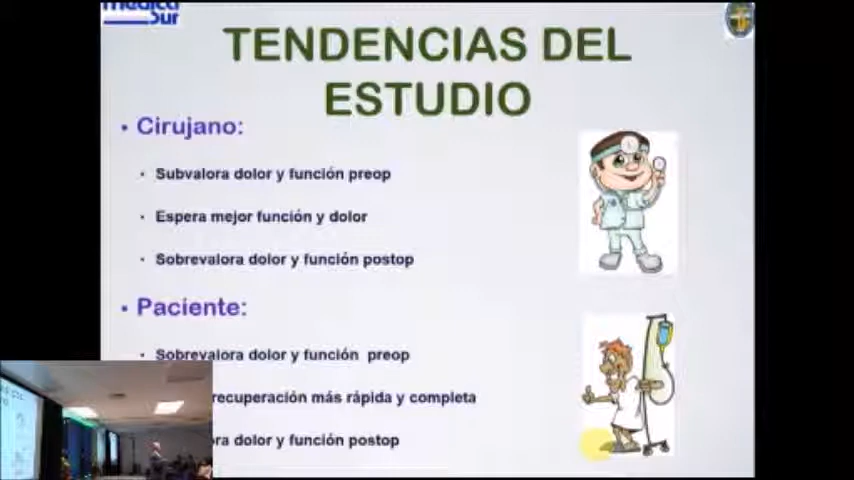 Médica
Sur
TENDENCIAS DEL
ESTUDIO
• Cirujano:
• Subvalora dolor y función preop
• Espera mejor función y dolor
• Sobrevalora dolor y función postop
• Paciente:
• Sobrevalora dolor y función preop
recuperación más rápida y completa
dolor y función postop